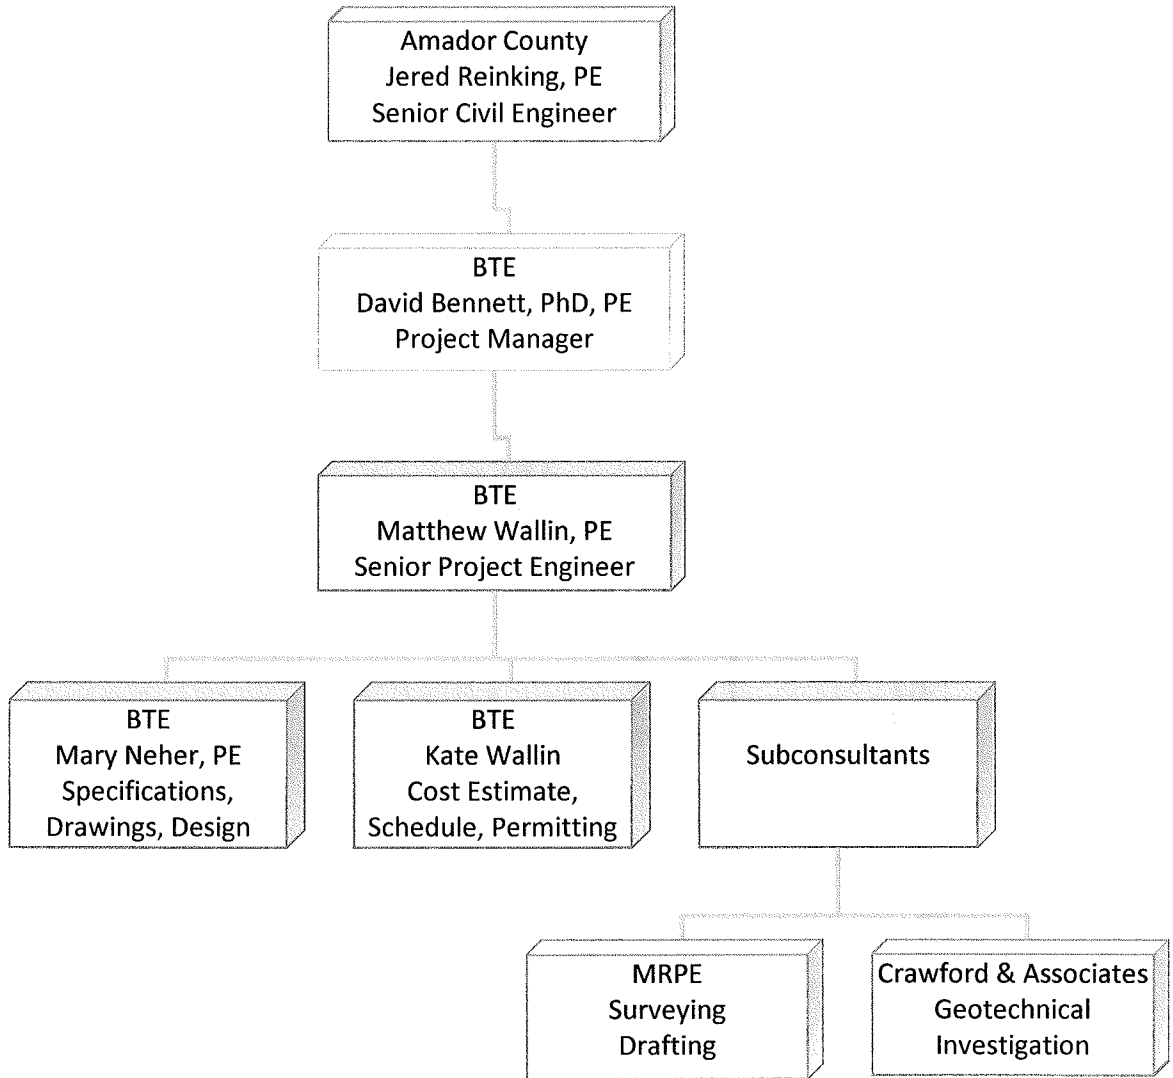 Amador County
Jered Reinking, PE
Senior Civil Engineer
BTE
David Bennett, PhD, PE
Project Manager
BTE
Matthew Wallin, PE
Senior Project Engineer
BTE
Mary Neher, PE
Specifications,
Drawings, Design
BTE
Kate Wallin
Cost Estimate,
Schedule, Permitting
Subconsultants
MRPE
Surveying
Drafting
Crawford & Associates
Geotechnical
Investigation